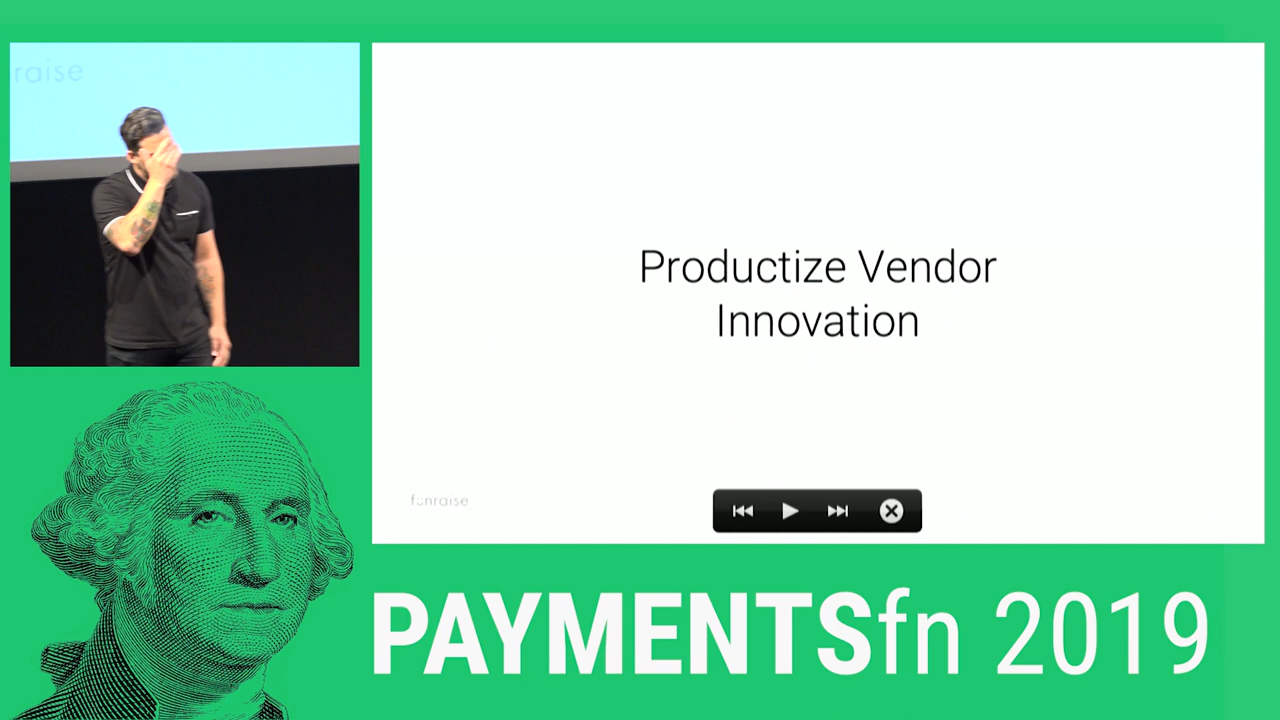 raise
Productize Vendor
Innovation
funraise
PAYMENTSfn 2019